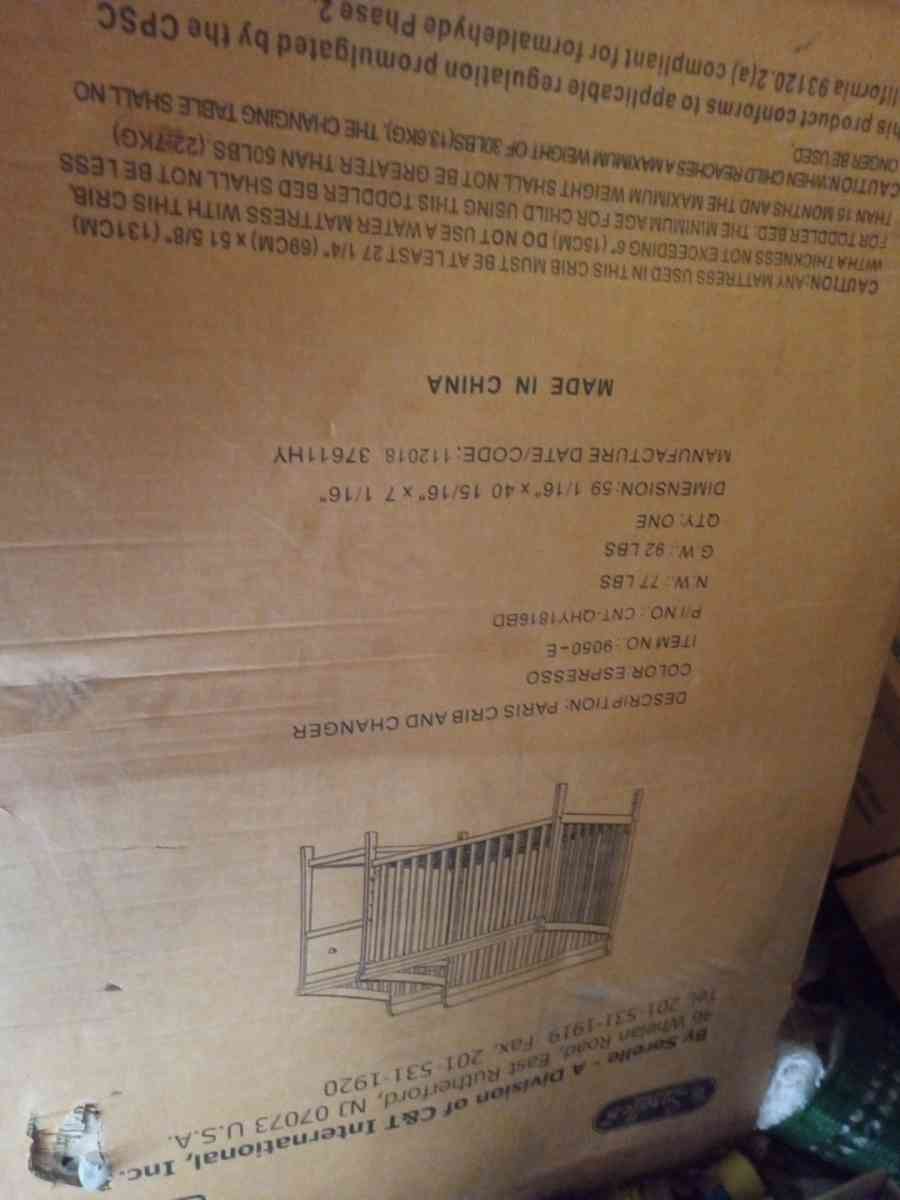 Sorelle
By Sorelle - A Division of C&T International, Inc.
96 Whelan Road, East Rutherford, NJ 07073 U.S.A.
Tel. 201-531-1919 Fax. 201-531-1920
DESCRIPTION: PARIS CRIB AND CHANGER
COLOR: ESPRESSO
ITEM NO.: 9050-E
P/I NO.: CNT-QHY1816BD
N.W.: 77 LBS
G.W.: 92 LBS
QTY: ONE
DIMENSION: 59 1/16" x 40 15/16" x 7 1/16"
MANUFACTURE DATE/CODE: 112018 37611HY
MADE IN CHINA
CAUTION: ANY MATTRESS USED IN THIS CRIB MUST BE AT LEAST 27 1/4" (69CM) x 51 5/8" (131CM)
WITH A THICKNESS NOT EXCEEDING 6" (15CM) DO NOT USE A WATER MATTRESS WITH THIS CRIB.
FOR TODDLER BED: THE MINIMUM AGE FOR CHILD USING THIS TODDLER BED SHALL NOT BE LESS
THAN 15 MONTHS AND THE MAXIMUM WEIGHT SHALL NOT BE GREATER THAN 50LBS. (22.7KG)
CAUTION: WHEN CHILD REACHES A MAXIMUM WEIGHT OF 30LBS(13.6KG), THE CHANGING TABLE SHALL NO
ONGER BE USED.
his product conforms to applicable regulation promulgated by the CPSC
lifornia 93120.2(a) compliant for formaldehyde Phase 2